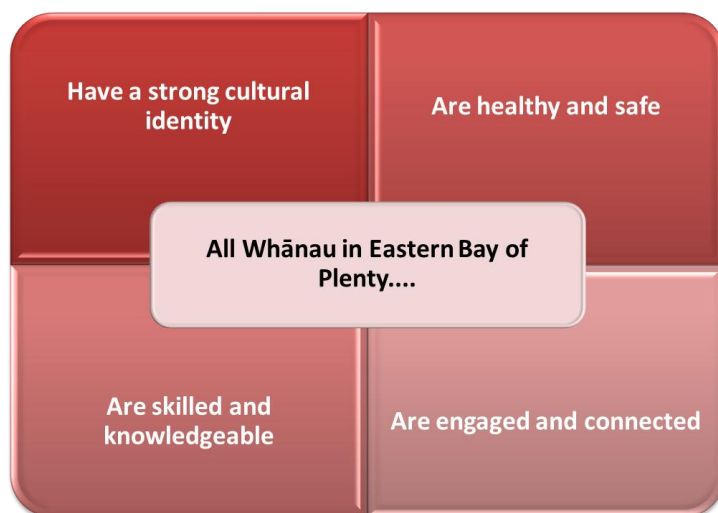 Have a strong cultural
identity
Are healthy and safe
All Whānau in Eastern Bay of
Plenty....
Are skilled and
knowledgeable
Are engaged and connected